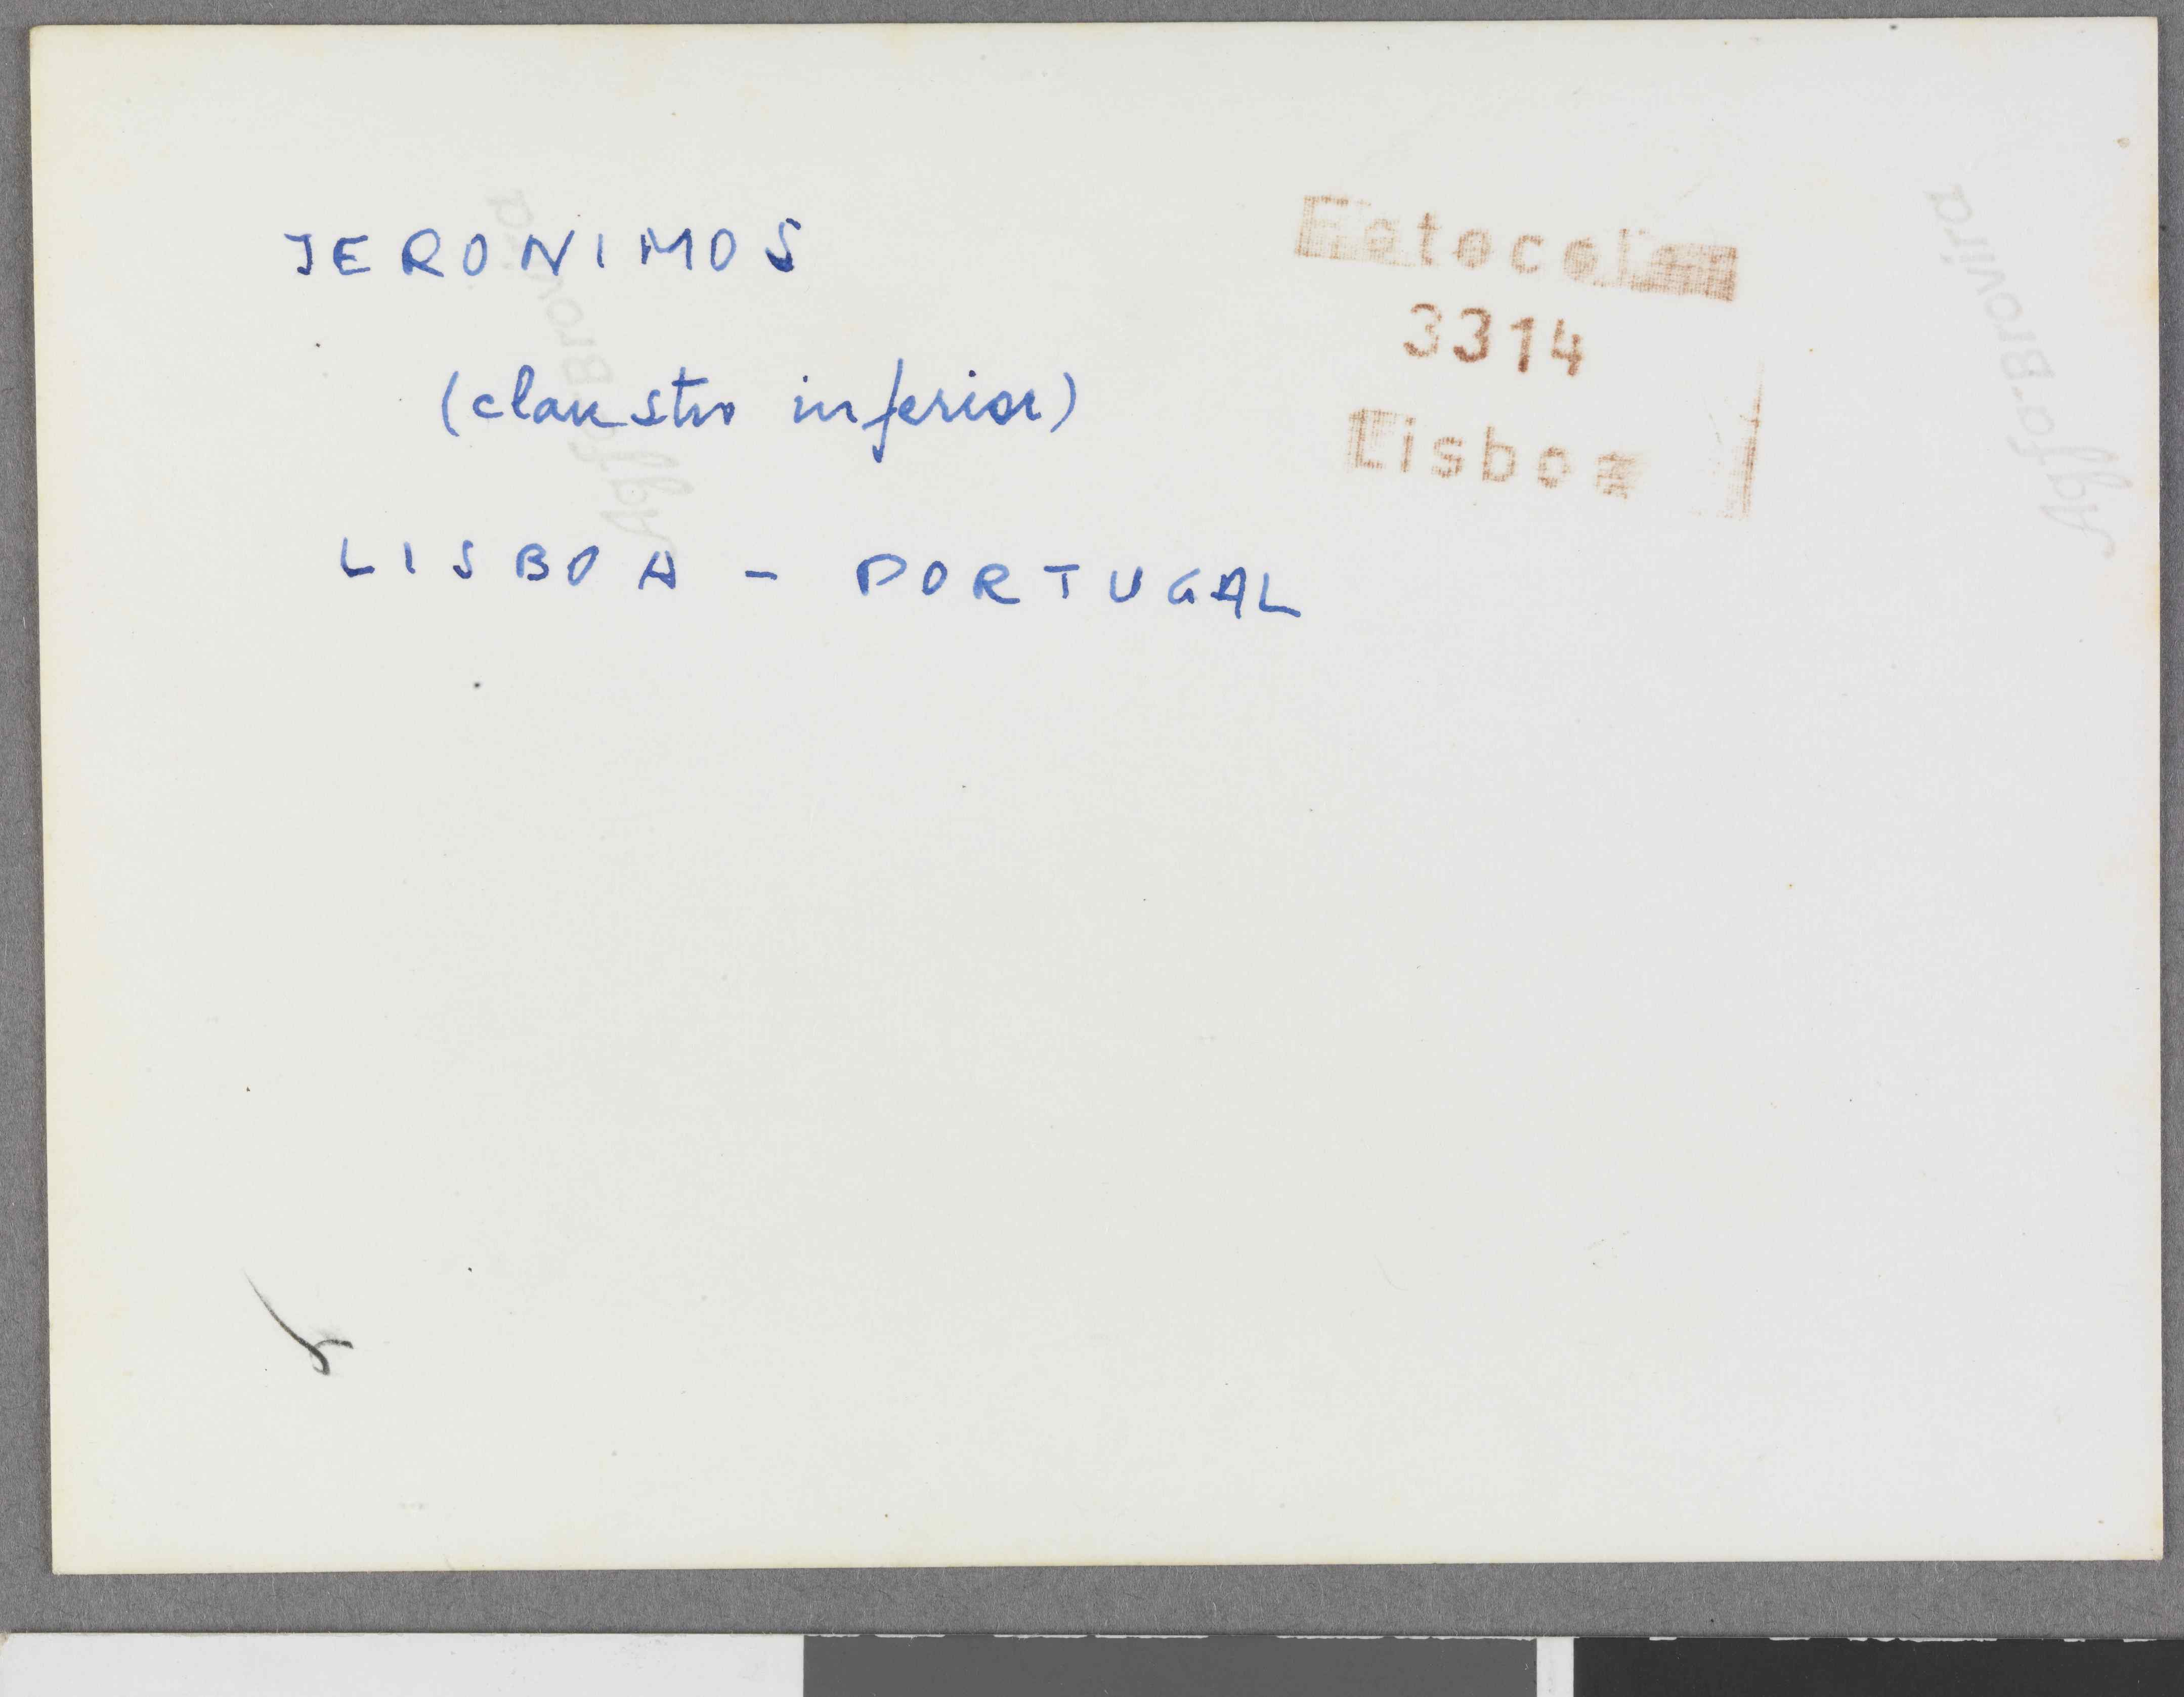 JERONIMOS
(claustro inferior)
LISBOA - PORTUGAL
Fotocolor
3314
Lisboa
Agfa-Brovira
Agfa-Brovira